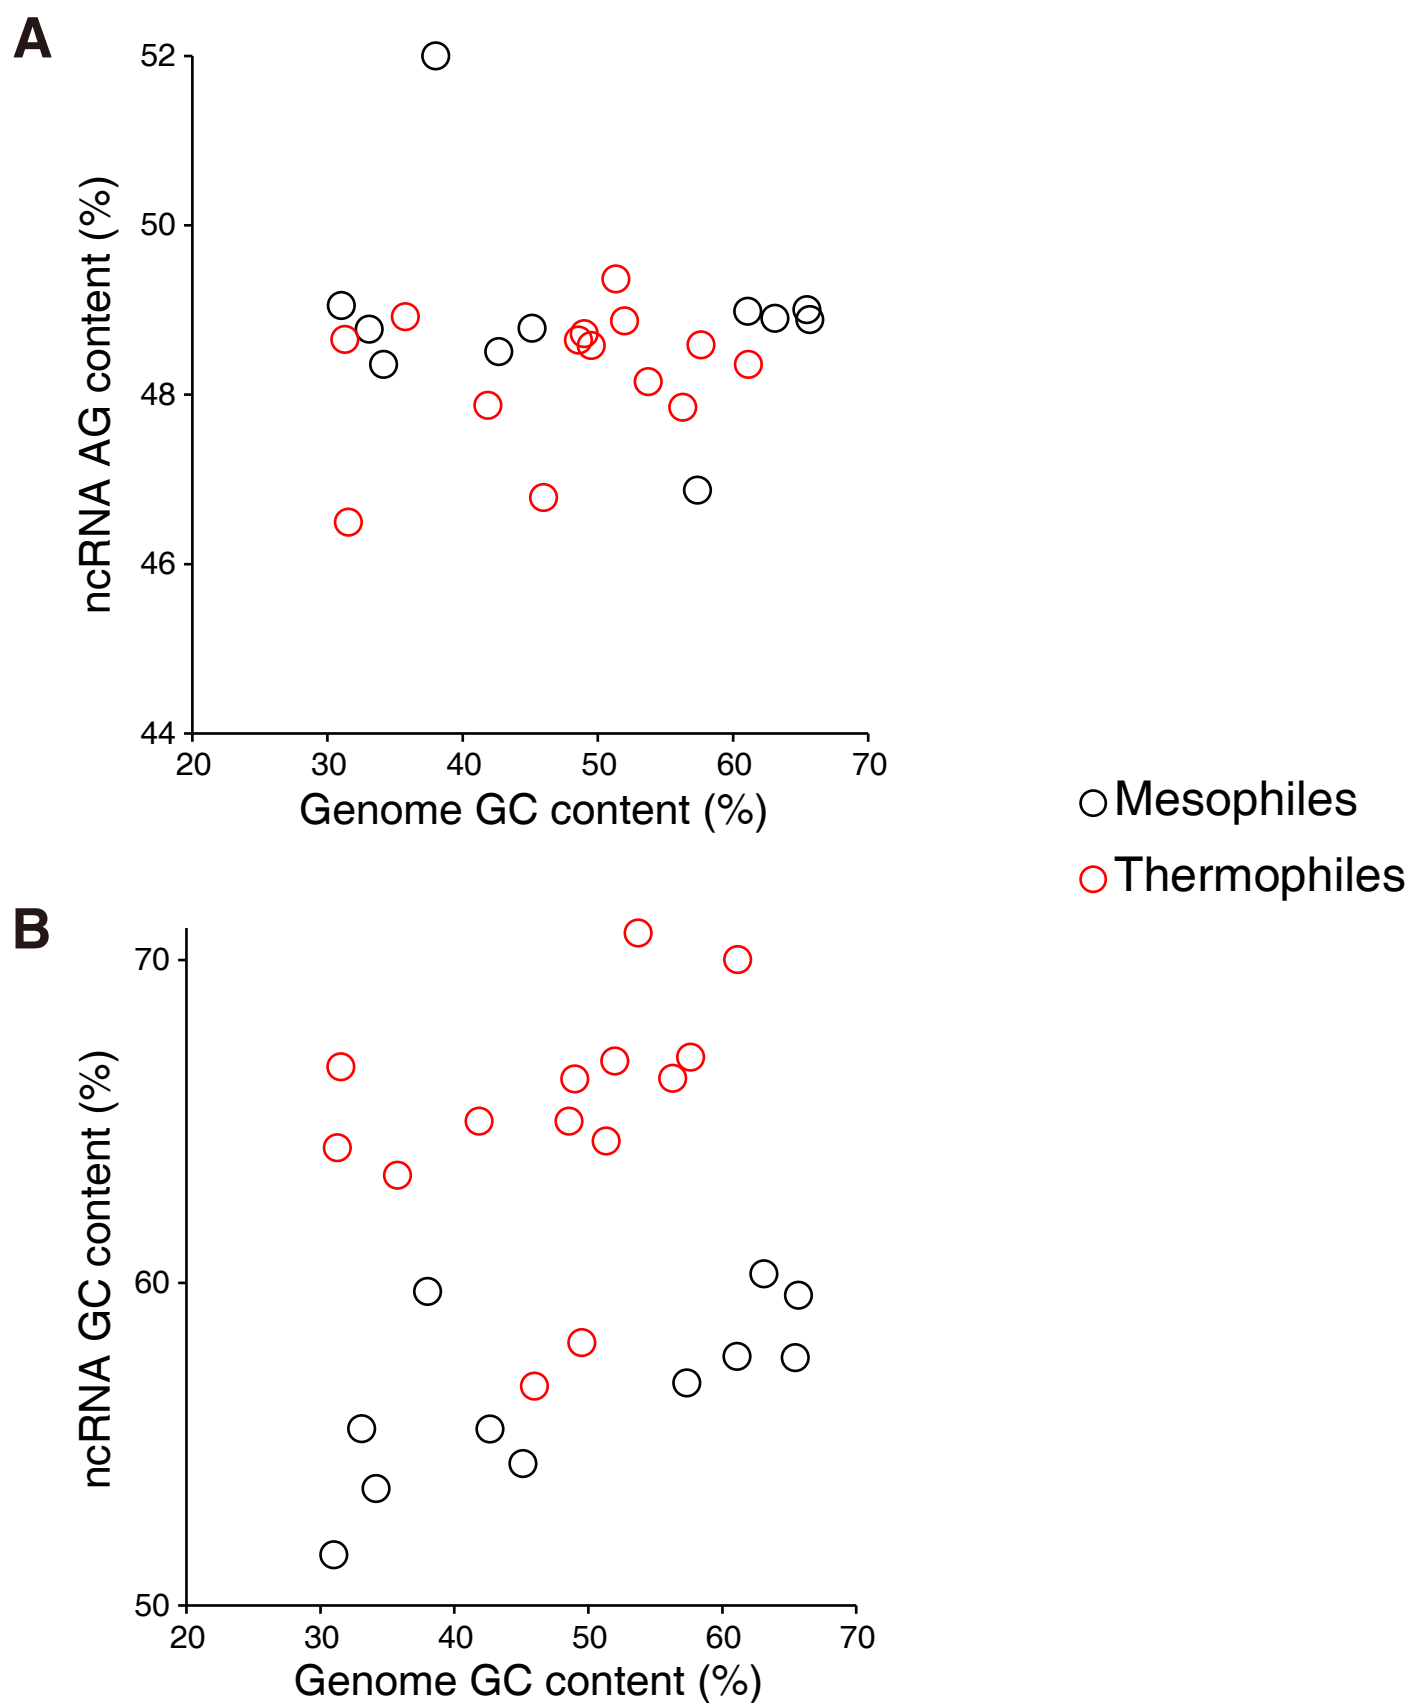 A
52
50
48
46
44
ncRNA AG content (%)
20 30 40 50 60 70
Genome GC content (%)
Mesophiles
Thermophiles
B
70
60
50
ncRNA GC content (%)
20 30 40 50 60 70
Genome GC content (%)